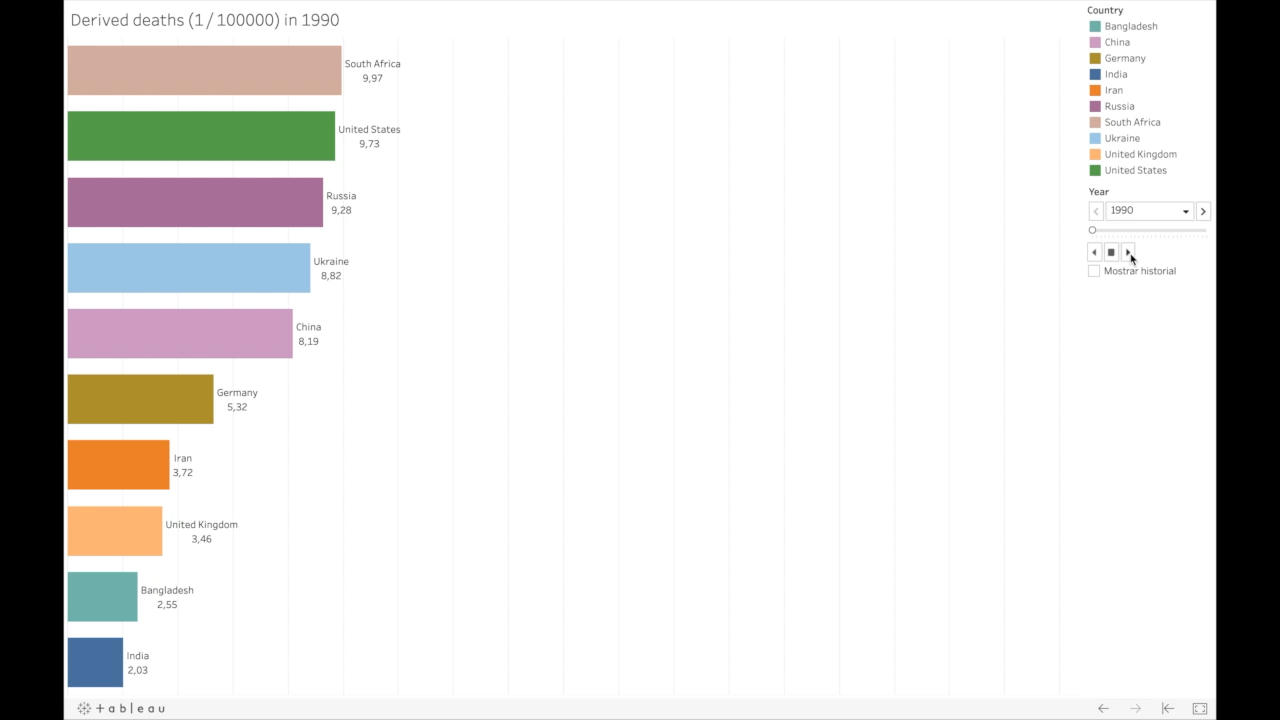 Derived deaths (1 / 100000) in 1990
South Africa
9,97
United States
9,73
Russia
9,28
Ukraine
8,82
China
8,19
Germany
5,32
Iran
3,72
United Kingdom
3,46
Bangladesh
2,55
India
2,03
Country
Bangladesh
China
Germany
India
Iran
Russia
South Africa
Ukraine
United Kingdom
United States
Year
1990
Mostrar historial
+ a b l e a u